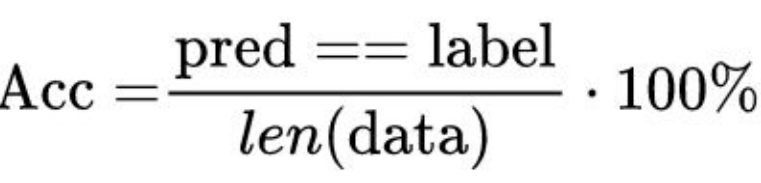 Acc = pred == label / len(data) · 100%